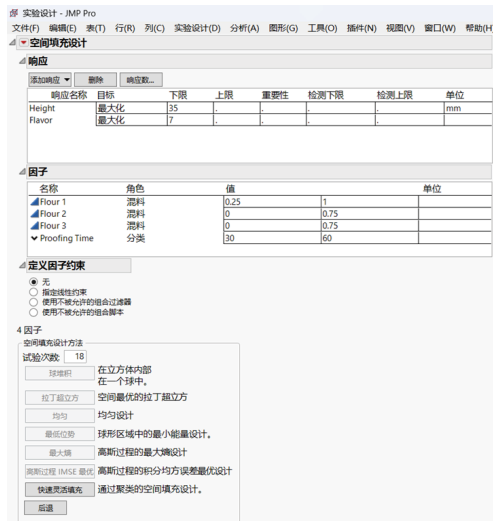 实验设计 - JMP Pro
文件(F) 编辑(E) 表(T) 行(R) 列(C) 实验设计(D) 分析(A) 图形(G) 工具(O) 插件(N) 视图(V) 窗口(W) 帮助(H
空间填充设计
响应
添加响应 删除 响应数...
响应名称 目标 下限 上限 重要性 检测下限 检测上限 单位
Height 最大化 35 . . . . mm
Flavor 最大化 7 . . . .
因子
名称 角色 值 单位
Flour 1 混料 0.25 1
Flour 2 混料 0 0.75
Flour 3 混料 0 0.75
Proofing Time 分类 30 60
定义因子约束
无
指定线性约束
使用不被允许的组合过滤器
使用不被允许的组合脚本
4 因子
空间填充设计方法
试验次数: 18
球堆积 在立方体内部
在一个球中。
拉丁超立方 空间最优的拉丁超立方
均匀 均匀设计
最低位势 球形区域中的最小能量设计。
最大熵 高斯过程的最大熵设计
高斯过程 IMSE 最优 高斯过程的积分均方误差最优设计
快速灵活填充 通过聚类的空间填充设计。
后退